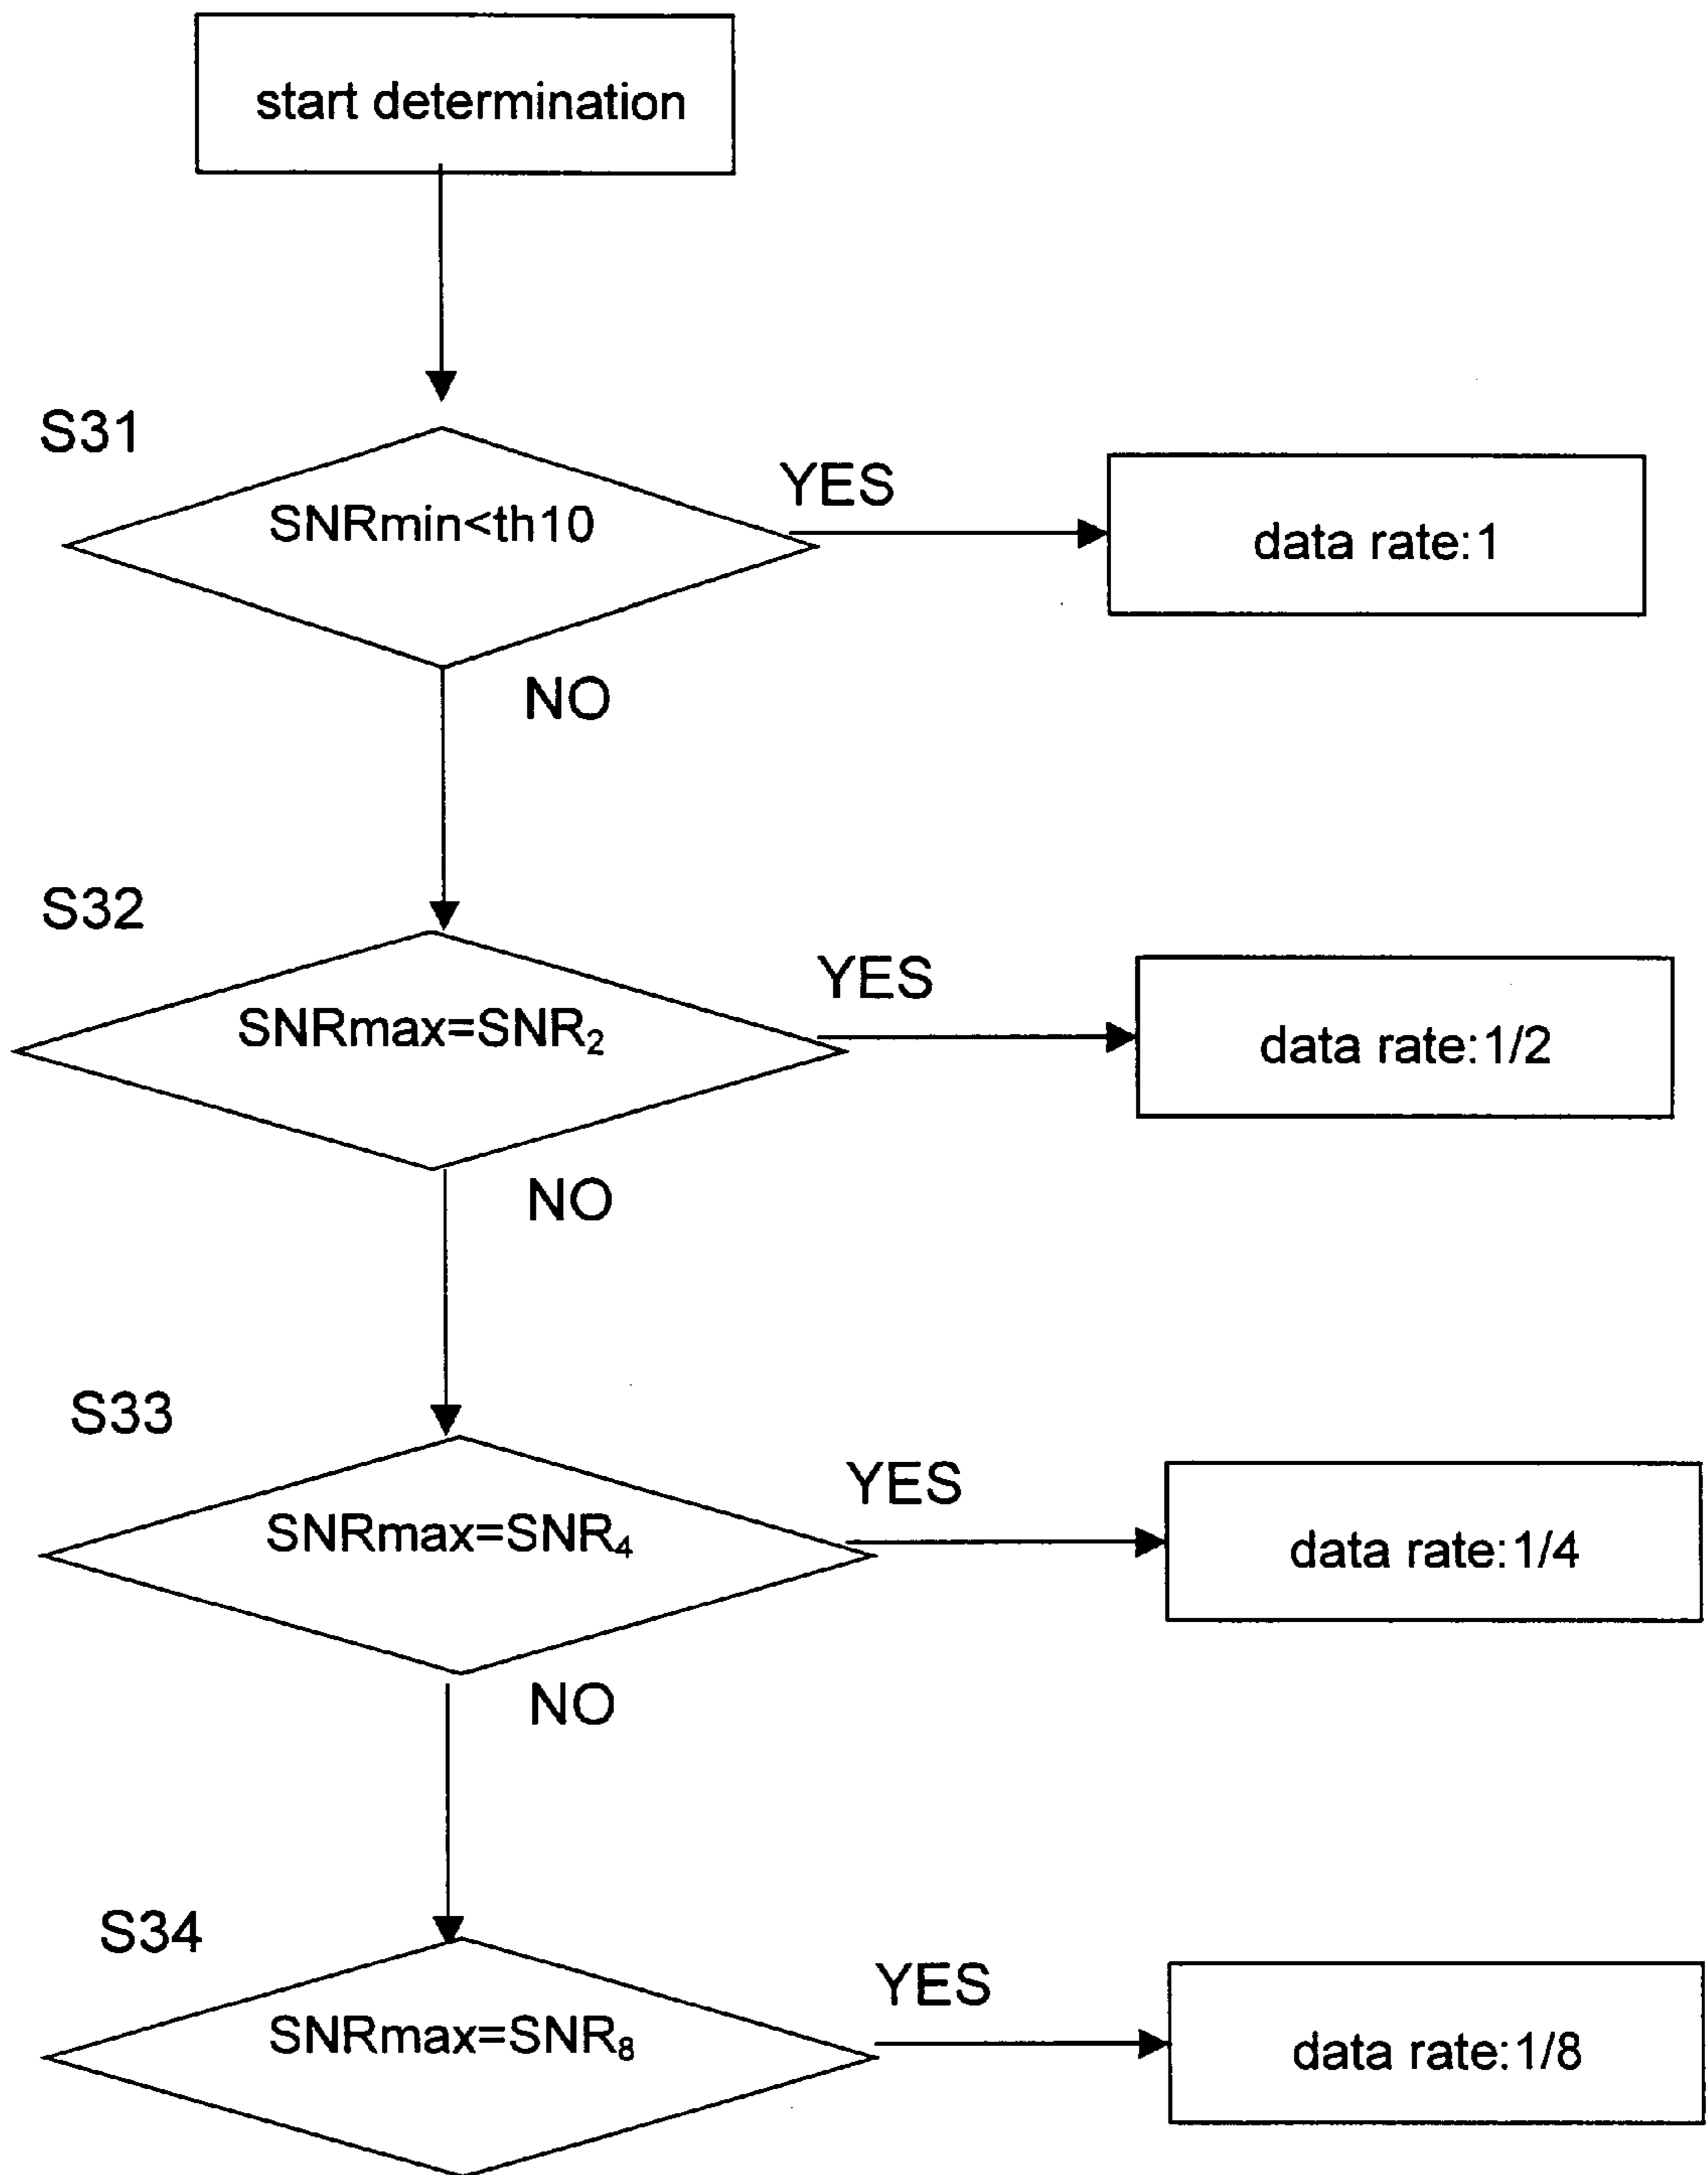 start determination
S31
SNRmin<th10
YES
data rate:1
NO
S32
SNRmax=SNR₂
YES
data rate:1/2
NO
S33
SNRmax=SNR₄
YES
data rate:1/4
NO
S34
SNRmax=SNR₈
YES
data rate:1/8